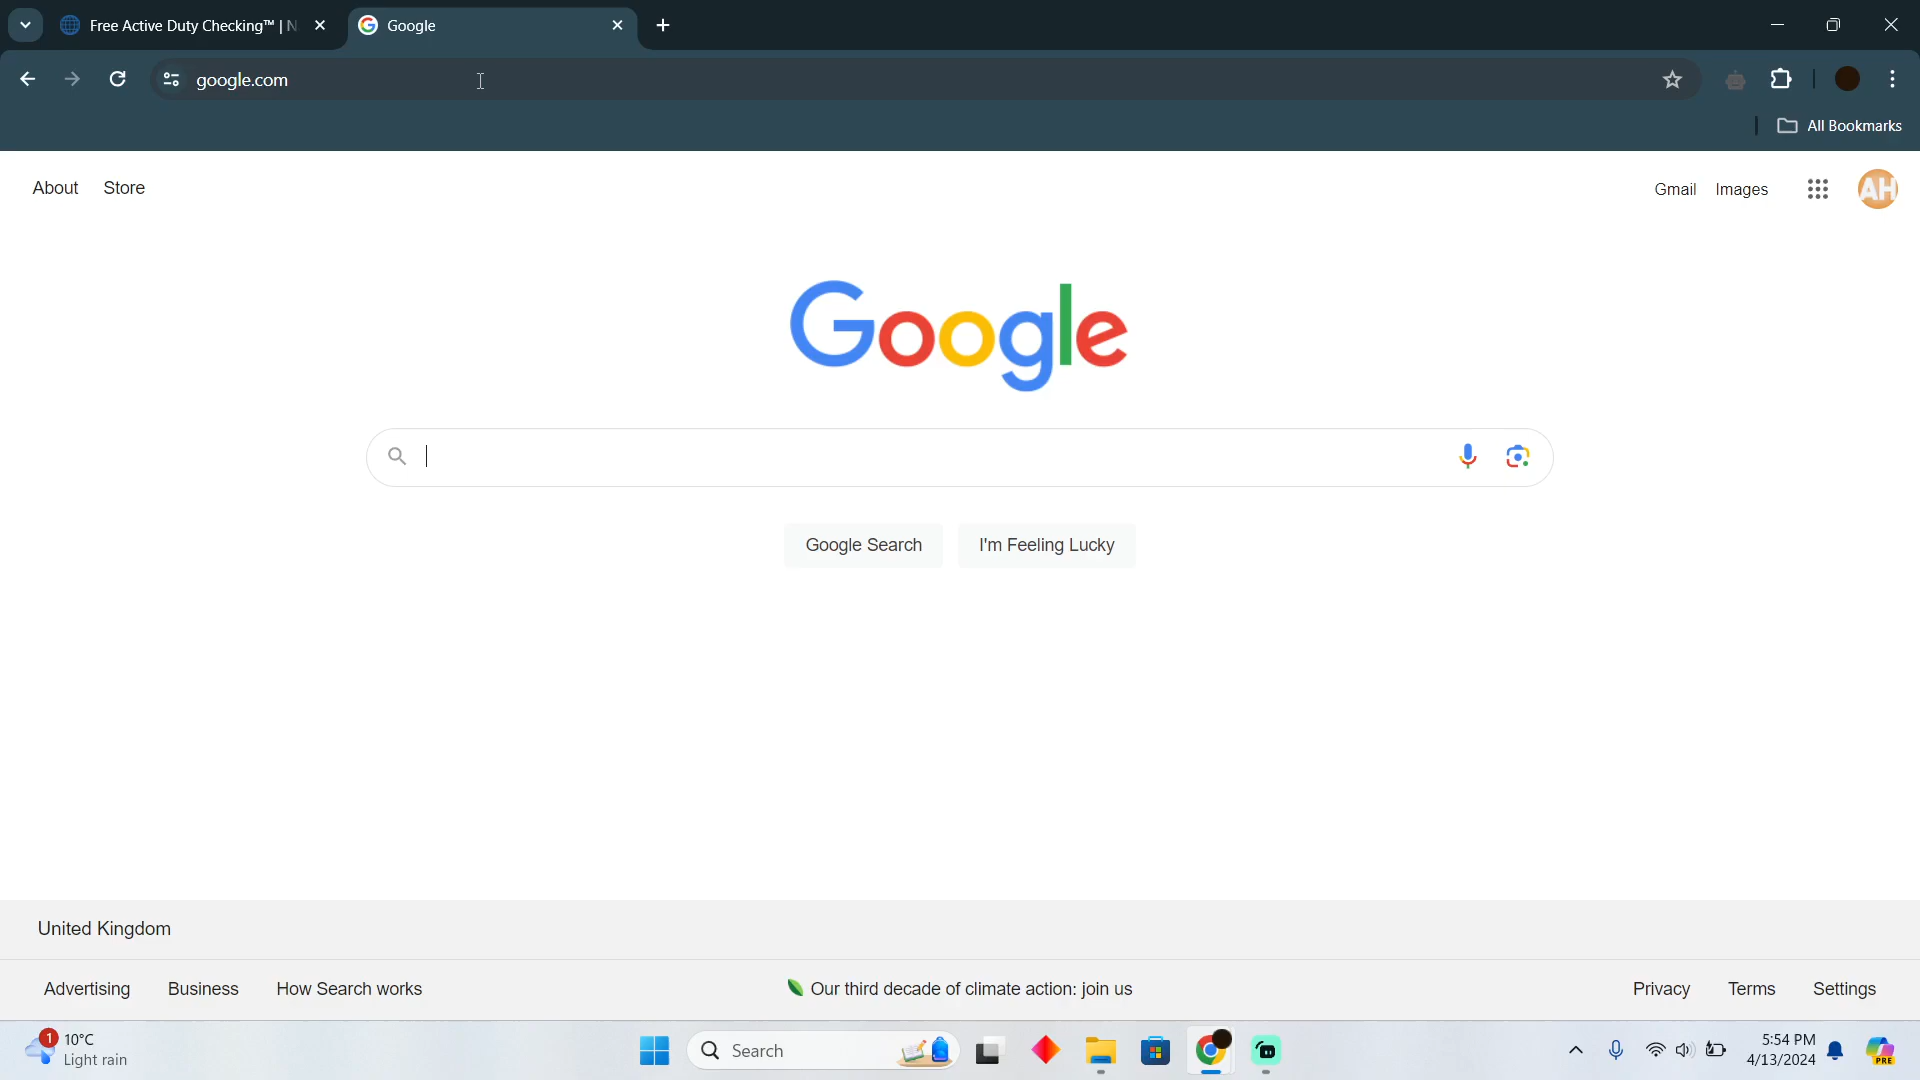 Free Active Duty Checking™ | N
Google
google.com
All Bookmarks
About
Store
Gmail
Images
AH
Google
Google Search
I'm Feeling Lucky
United Kingdom
Advertising
Business
How Search works
Our third decade of climate action: join us
Privacy
Terms
Settings
1
10°C
Light rain
Search
5:54 PM
4/13/2024
PRE